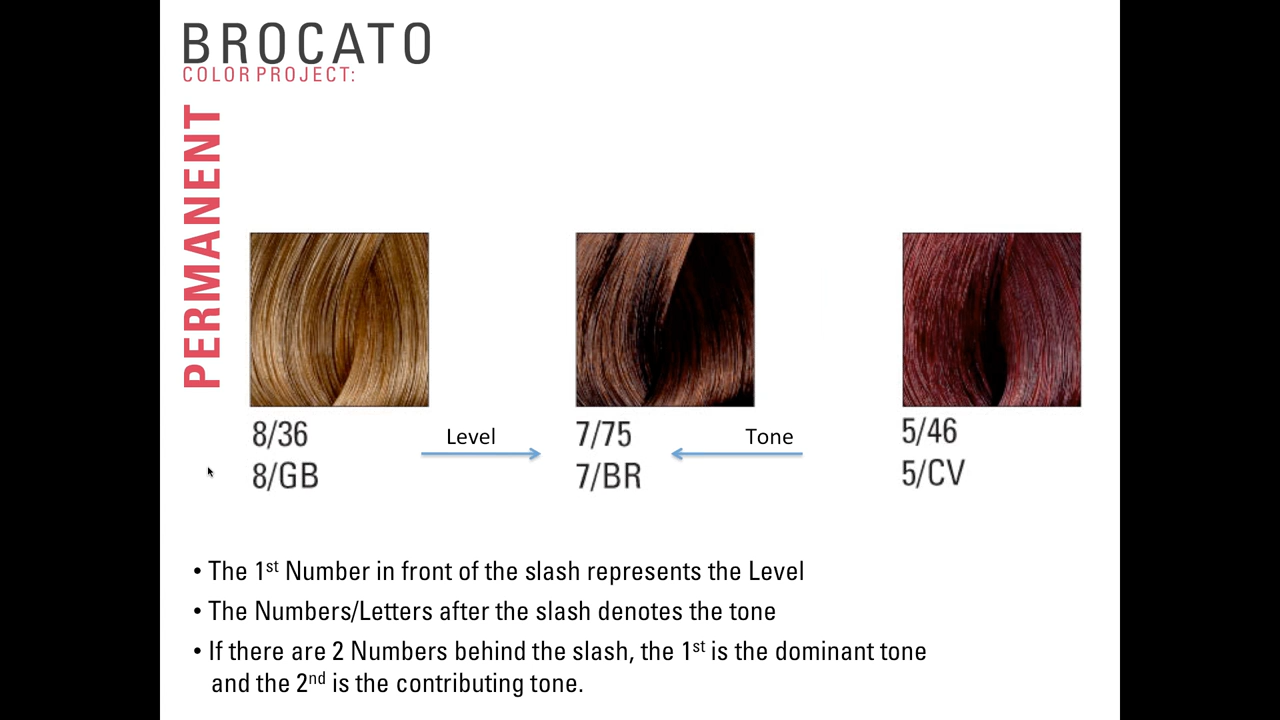 BROCATO
COLOR PROJECT:
PERMANENT
8/36
8/GB
Level
7/75
7/BR
Tone
5/46
5/CV
• The 1st Number in front of the slash represents the Level
• The Numbers/Letters after the slash denotes the tone
• If there are 2 Numbers behind the slash, the 1st is the dominant tone
and the 2nd is the contributing tone.